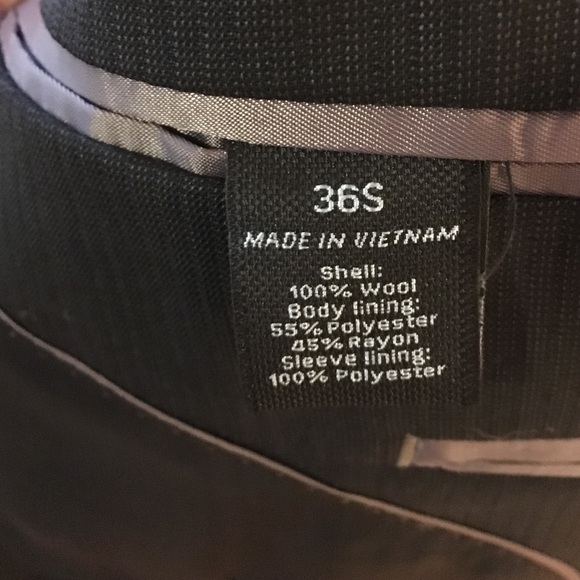 36S
MADE IN VIETNAM
Shell:
100% Wool
Body lining:
55% Polyester
45% Rayon
Sleeve lining:
100% Polyester